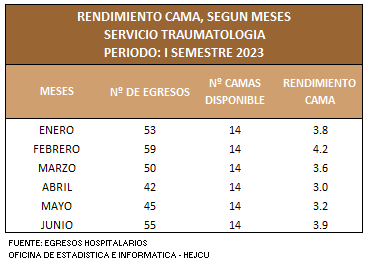 RENDIMIENTO CAMA, SEGUN MESES
SERVICIO TRAUMATOLOGIA
PERIODO: I SEMESTRE 2023
MESES Nº DE EGRESOS Nº CAMAS DISPONIBLE RENDIMIENTO CAMA
ENERO 53 14 3.8
FEBRERO 59 14 4.2
MARZO 50 14 3.6
ABRIL 42 14 3.0
MAYO 45 14 3.2
JUNIO 55 14 3.9
FUENTE: EGRESOS HOSPITALARIOS
OFICINA DE ESTADISTICA E INFORMATICA - HEJCU